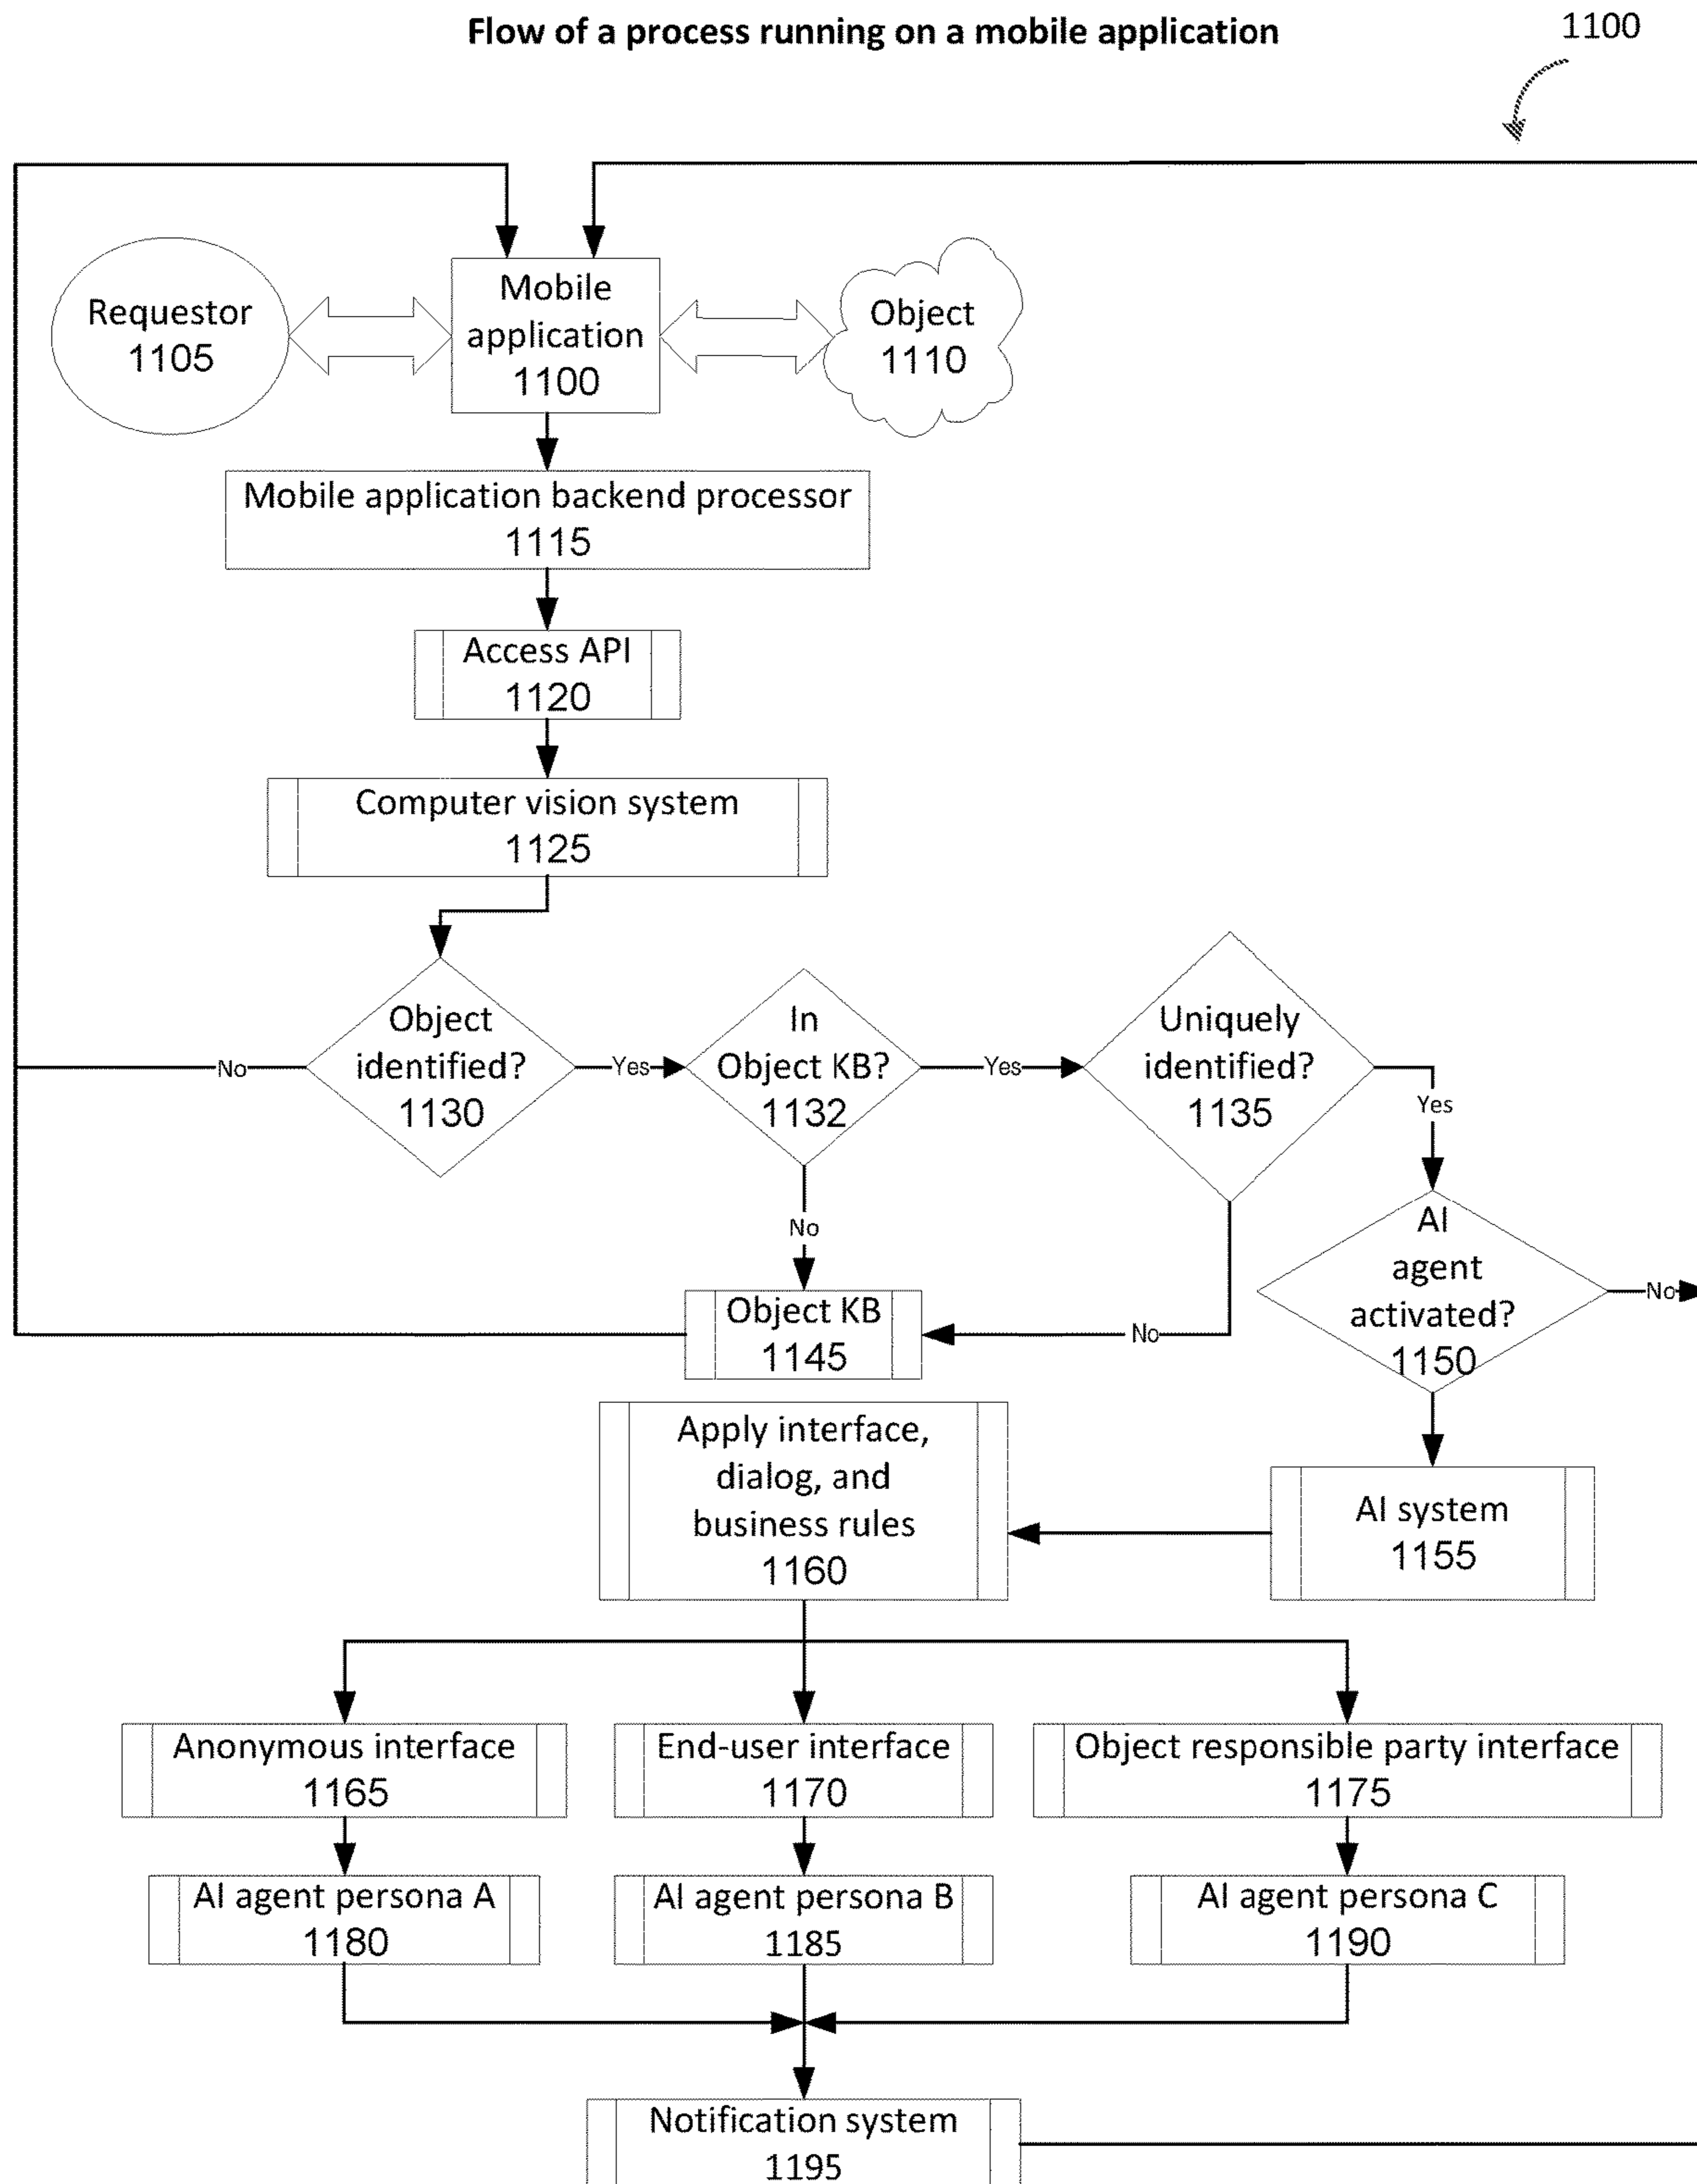 Flow of a process running on a mobile application
1100
Requestor
1105
Mobile
application
1100
Object
1110
Mobile application backend processor
1115
Access API
1120
Computer vision system
1125
Object
identified?
1130
In
Object KB?
1132
Uniquely
identified?
1135
No
Yes
Yes
Yes
No
AI
agent
activated?
1150
No
Object KB
1145
No
Apply interface,
dialog, and
business rules
1160
AI system
1155
Anonymous interface
1165
End-user interface
1170
Object responsible party interface
1175
AI agent persona A
1180
AI agent persona B
1185
AI agent persona C
1190
Notification system
1195